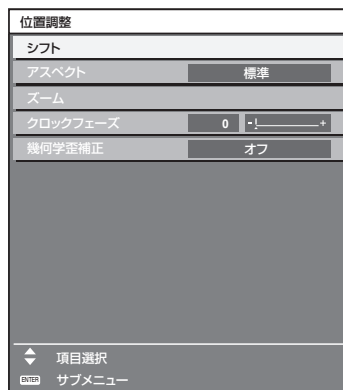 位置調整
シフト
アスペクト 標準
ズーム
クロックフェーズ 0 - +
幾何学歪補正 オフ
項目選択
ENTER サブメニュー